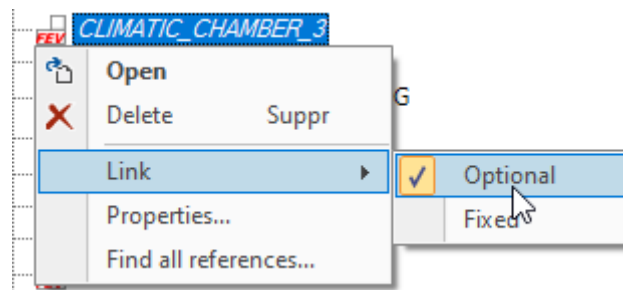 FEV CLIMATIC_CHAMBER_3
Open
G
Delete Suppr
Link
Optional
Properties...
Fixed
Find all references...